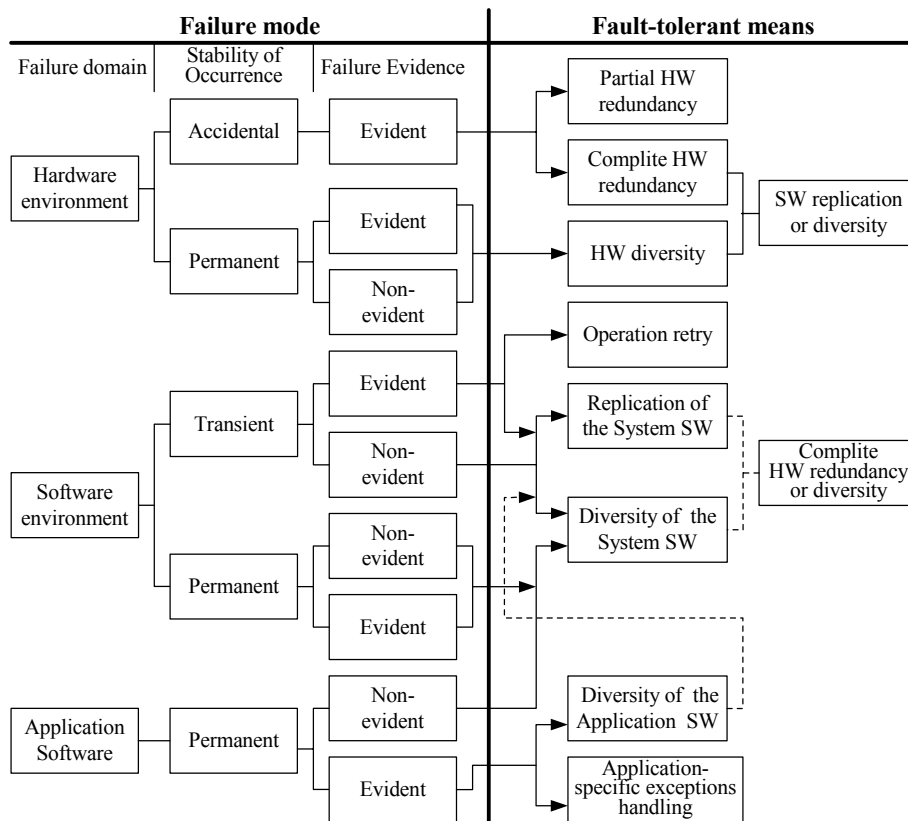 Failure mode
Fault-tolerant means
Failure domain
Stability of
Occurrence
Failure Evidence
Hardware
environment
Accidental
Evident
Permanent
Evident
Non-
evident
Partial HW
redundancy
Complite HW
redundancy
HW diversity
SW replication
or diversity
Software
environment
Transient
Evident
Non-
evident
Permanent
Non-
evident
Evident
Operation retry
Replication of
the System SW
Diversity of the
System SW
Complite
HW redundancy
or diversity
Application
Software
Permanent
Non-
evident
Evident
Diversity of the
Application SW
Application-
specific exceptions
handling